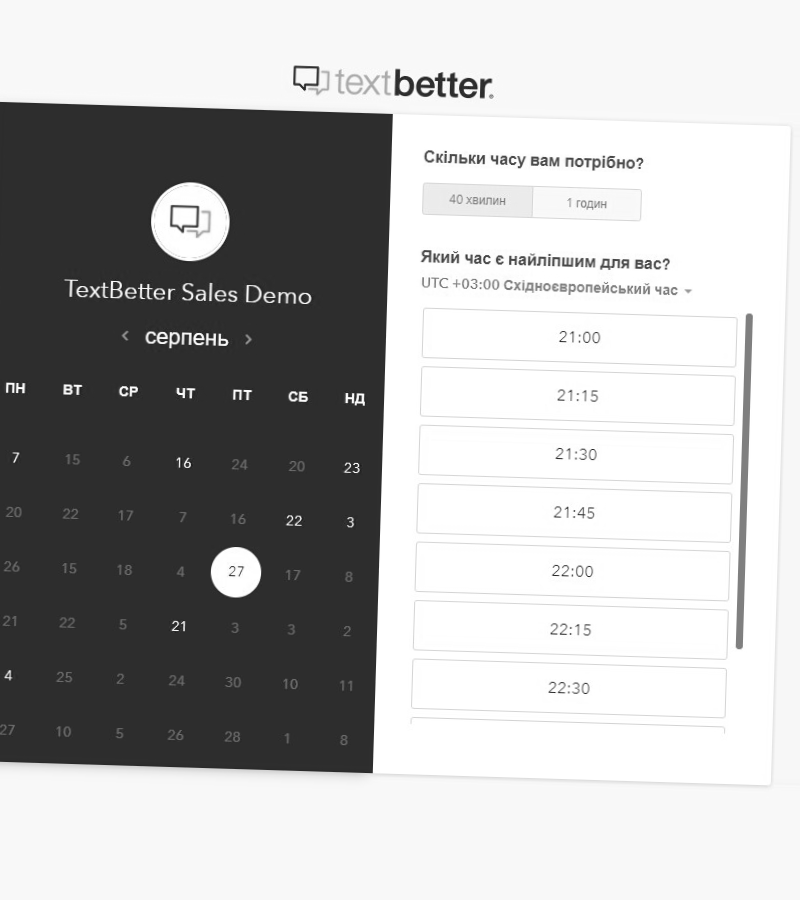 textbetter®
TextBetter Sales Demo
серпень
ПН ВТ СР ЧТ ПТ СБ НД
7 15 6 16 24 20 23
20 22 17 7 16 22 3
26 15 18 4 27 17 8
21 22 5 21 3 3 2
4 25 2 24 30 10 11
27 10 5 26 28 1 8
Скільки часу вам потрібно?
40 хвилин 1 годин
Який час є найліпшим для вас?
UTC +03:00 Східноєвропейський час
21:00
21:15
21:30
21:45
22:00
22:15
22:30